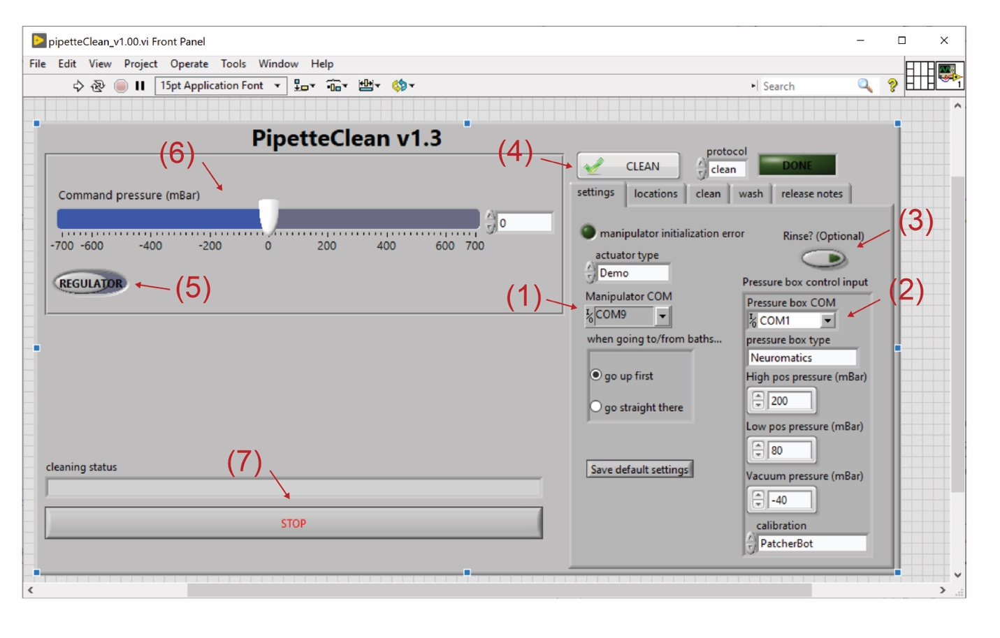 pipetteClean_v1.00.vi Front Panel
File Edit View Project Operate Tools Window Help
15pt Application Font
Search
1
PipetteClean v1.3
(6)
Command pressure (mBar)
0
-700 -600 -400 -200 0 200 400 600 700
REGULATOR
(5)
(7)
cleaning status
STOP
(4)
CLEAN
protocol
clean
DONE
settings locations clean wash release notes
manipulator initialization error
Rinse? (Optional)
(3)
actuator type
Demo
(1)
Manipulator COM
COM9
when going to/from baths...
go up first
go straight there
Save default settings
Pressure box control input
(2)
Pressure box COM
COM1
pressure box type
Neuromatics
High pos pressure (mBar)
200
Low pos pressure (mBar)
80
Vacuum pressure (mBar)
-40
calibration
PatcherBot